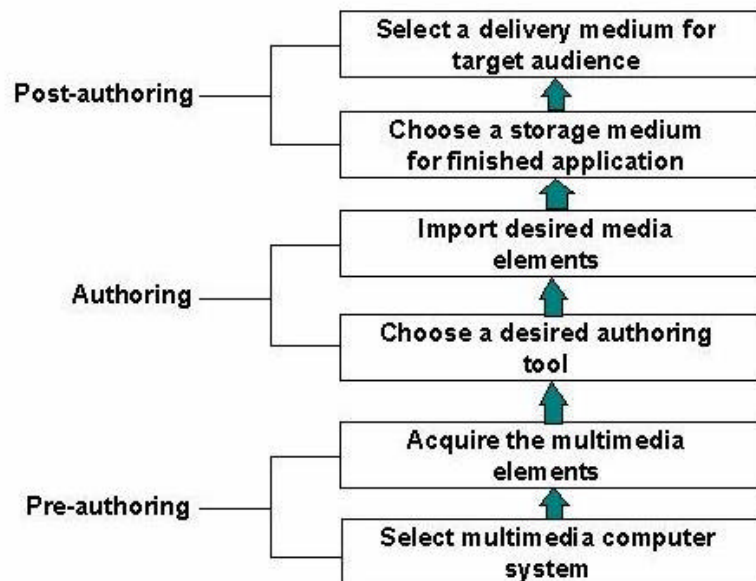 Select a delivery medium for
target audience
Post-authoring
Choose a storage medium
for finished application
Import desired media
elements
Authoring
Choose a desired authoring
tool
Acquire the multimedia
elements
Pre-authoring
Select multimedia computer
system